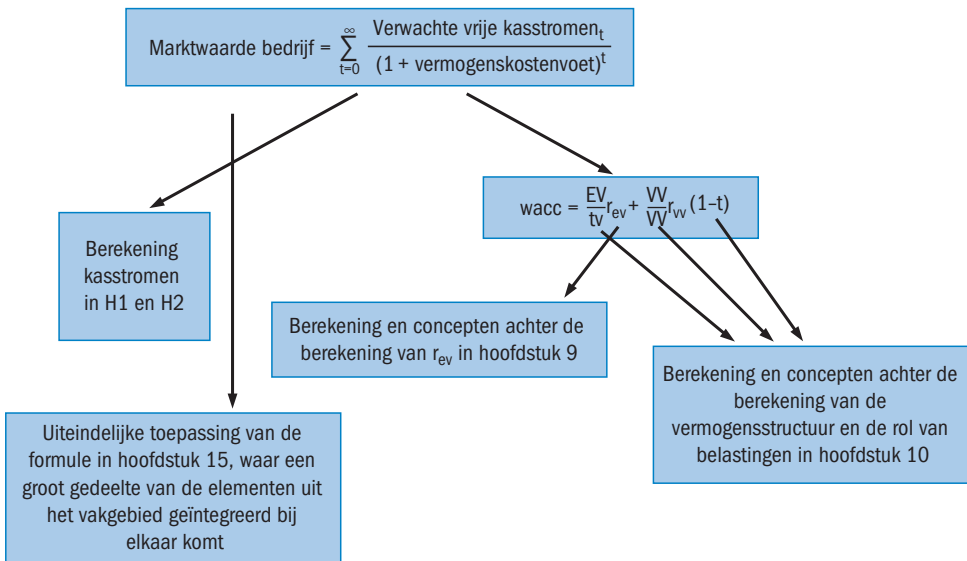 Marktwaarde bedrijf = ∞∑t=0 Verwachte vrije kasstromen_t / (1 + vermogenskostenvoet)^t
wacc = EV/tv r_ev + VV/VV r_vv (1–t)
Berekening
kasstromen
in H1 en H2
Berekening en concepten achter de
berekening van r_ev in hoofdstuk 9
Berekening en concepten achter de
berekening van de
vermogensstructuur en de rol van
belastingen in hoofdstuk 10
Uiteindelijke toepassing van de
formule in hoofdstuk 15, waar een
groot gedeelte van de elementen uit
het vakgebied geïntegreerd bij
elkaar komt